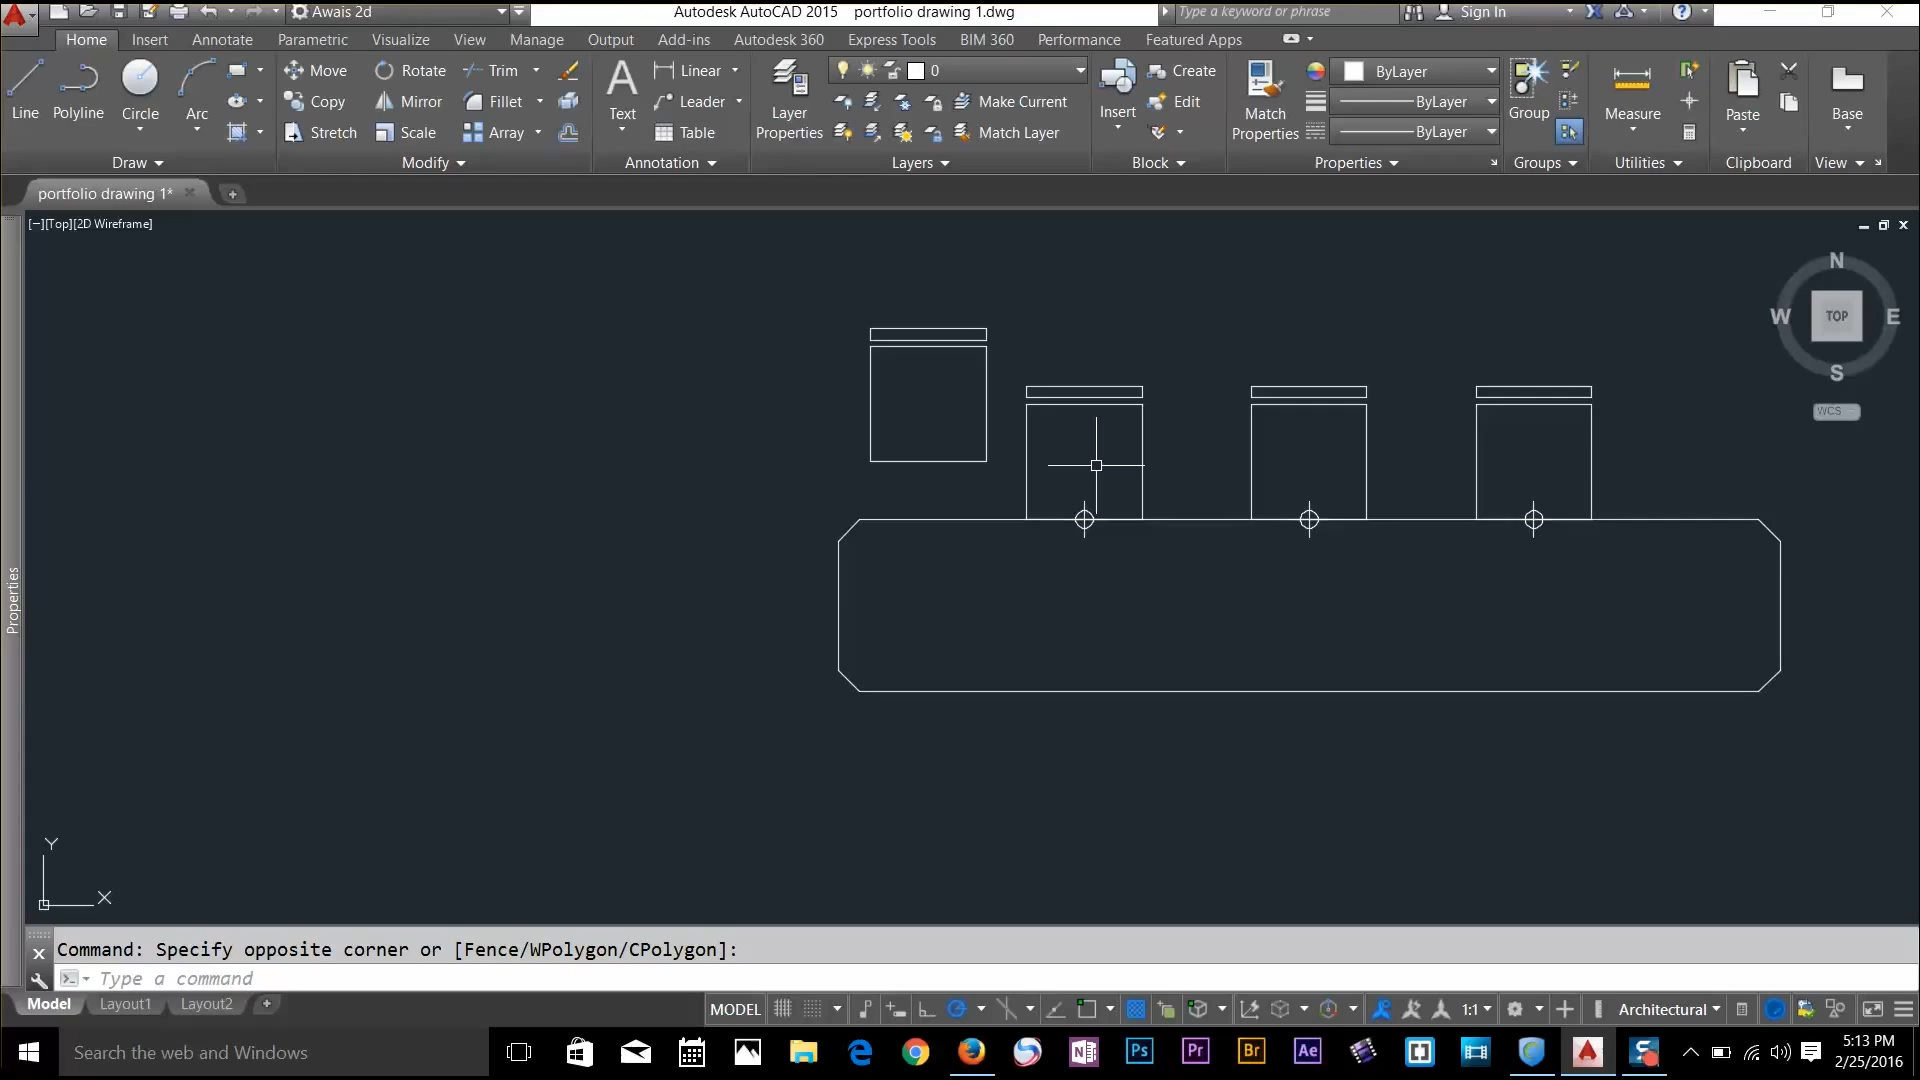 Awais 2d
Autodesk AutoCAD 2015 portfolio drawing 1.dwg
Type a keyword or phrase
Sign In
Home Insert Annotate Parametric Visualize View Manage Output Add-ins Autodesk 360 Express Tools BIM 360 Performance Featured Apps
Line Polyline Circle Arc
Draw
Move Rotate Trim
Copy Mirror Fillet
Stretch Scale Array
Modify
Text
Linear
Leader
Table
Annotation
Layer
Properties
0
Make Current
Match Layer
Layers
Insert
Create
Edit
Block
Match
Properties
ByLayer
ByLayer
ByLayer
Properties
Group
Groups
Measure
Utilities
Paste
Clipboard
Base
View
portfolio drawing 1*
[−][Top][2D Wireframe]
N
W TOP E
S
WCS
Properties
Y
X
Command: Specify opposite corner or [Fence/WPolygon/CPolygon]:
Type a command
Model Layout1 Layout2
MODEL 1:1 Architectural
Search the web and Windows
N Ps Pr Br Ae
5:13 PM
2/25/2016